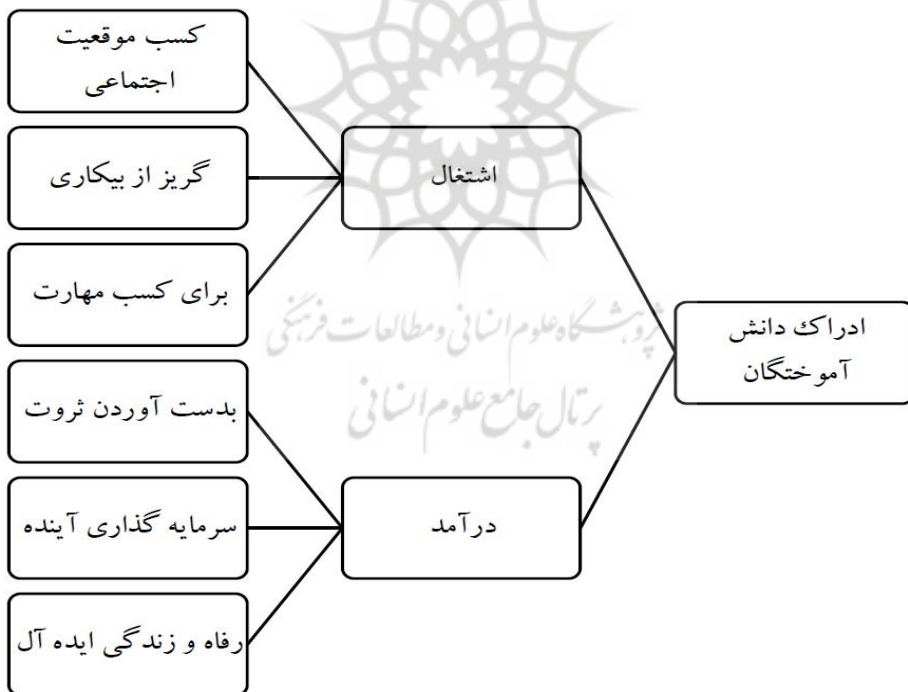 ادراک دانش
آموختگان
اشتغال
کسب موقعیت
اجتماعی
گریز از بیکاری
برای کسب مهارت
درآمد
بدست آوردن ثروت
سرمایه گذاری آینده
رفاه و زندگی ایده آل
پژوهشگاه علوم انسانی و مطالعات فرهنگی
پرتال جامع علوم انسانی